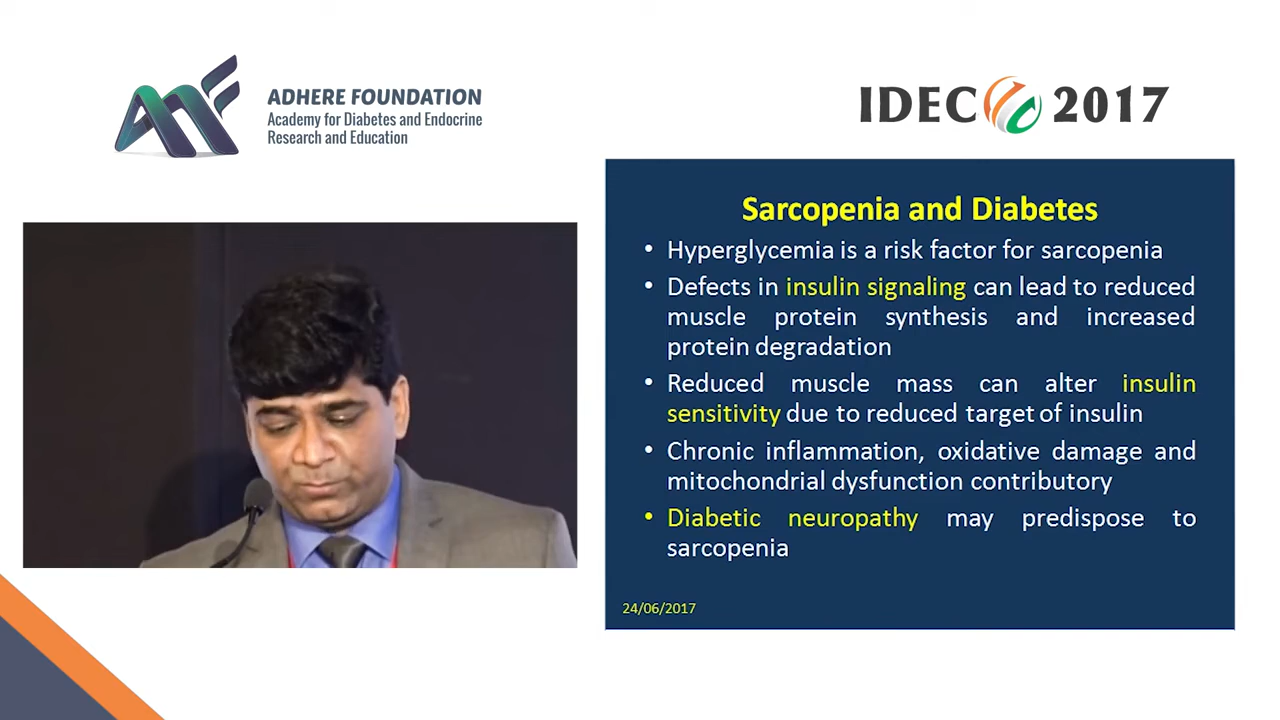 ADHERE FOUNDATION
Academy for Diabetes and Endocrine
Research and Education
IDEC 2017
Sarcopenia and Diabetes
• Hyperglycemia is a risk factor for sarcopenia
• Defects in insulin signaling can lead to reduced
muscle protein synthesis and increased
protein degradation
• Reduced muscle mass can alter insulin
sensitivity due to reduced target of insulin
• Chronic inflammation, oxidative damage and
mitochondrial dysfunction contributory
• Diabetic neuropathy may predispose to
sarcopenia
24/06/2017